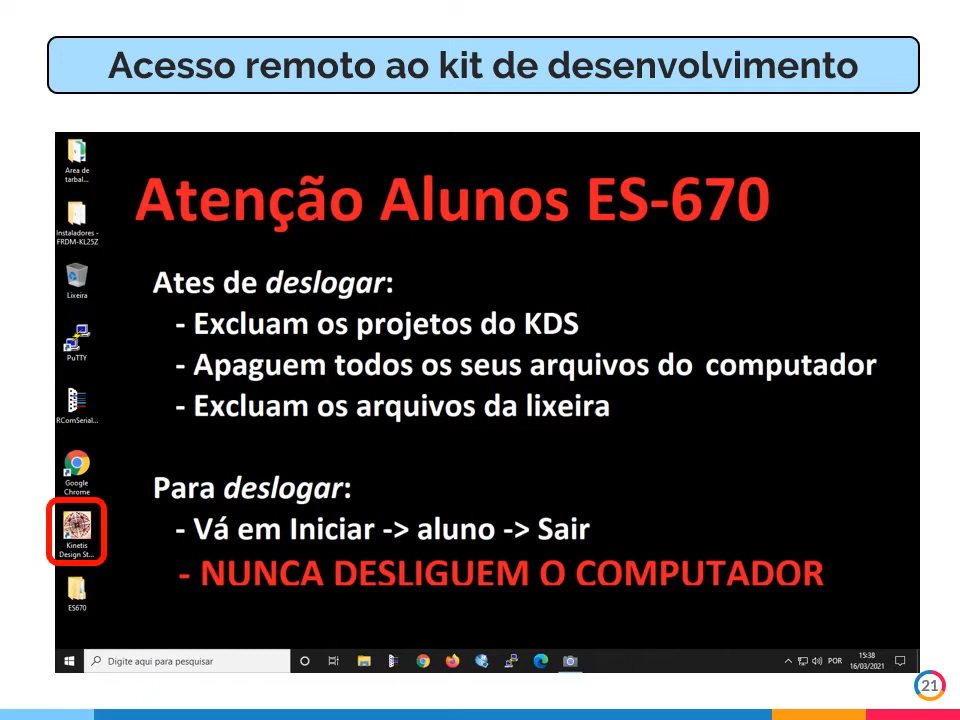 Acesso remoto ao kit de desenvolvimento
Area de
tarbal...
Instaladores -
FRDM-KL25Z
Lixeira
PuTTY
RComSerial...
Google
Chrome
Kinetis
Design St...
ES670
Atenção Alunos ES-670
Ates de deslogar:
- Excluam os projetos do KDS
- Apaguem todos os seus arquivos do computador
- Excluam os arquivos da lixeira
Para deslogar:
- Vá em Iniciar -> aluno -> Sair
- NUNCA DESLIGUEM O COMPUTADOR
Digite aqui para pesquisar
POR
15:38
16/03/2021
21